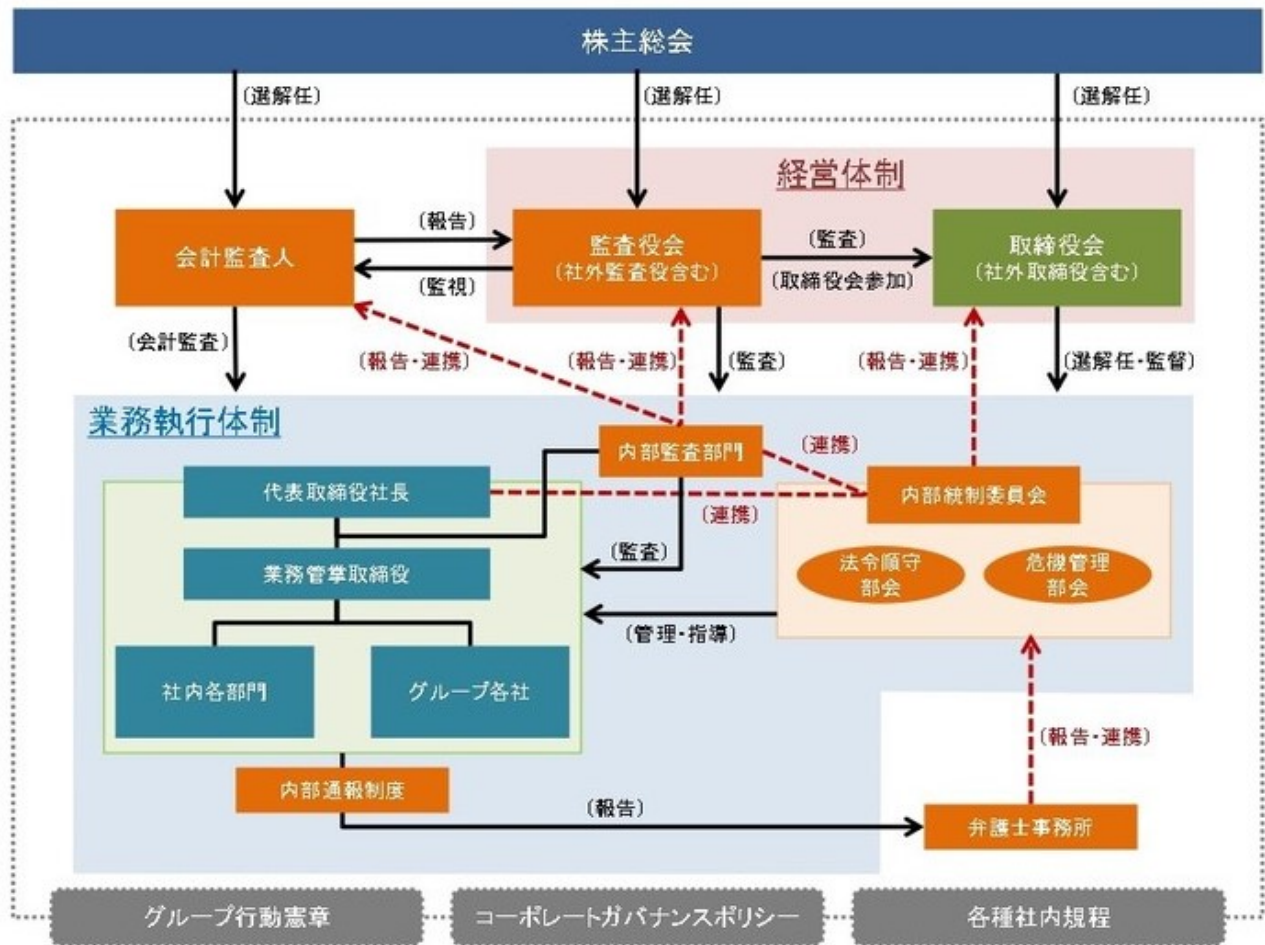 株主総会
(選解任)
(選解任)
(選解任)
経営体制
会計監査人
(報告)
(監視)
監査役会
(社外監査役含む)
(監査)
(取締役会参加)
取締役会
(社外取締役含む)
(会計監査)
(報告・連携)
(報告・連携)
(監査)
(報告・連携)
(選解任・監督)
業務執行体制
内部監査部門
(連携)
代表取締役社長
(連携)
内部統制委員会
(監査)
業務管掌取締役
法令順守
部会
危機管理
部会
(管理・指導)
社内各部門
グループ各社
(報告・連携)
内部通報制度
(報告)
弁護士事務所
グループ行動憲章
コーポレートガバナンスポリシー
各種社内規程